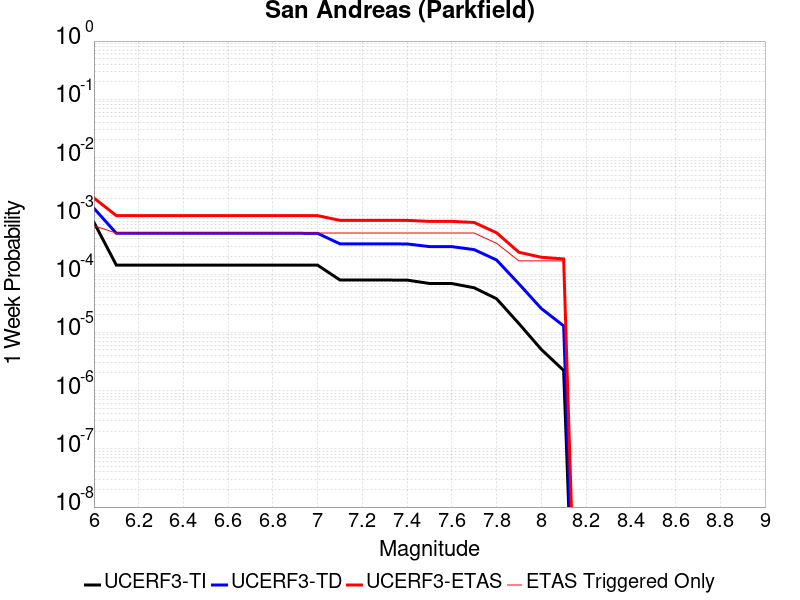 San Andreas (Parkfield)
10^0
10^-1
10^-2
10^-3
10^-4
10^-5
10^-6
10^-7
10^-8
1 Week Probability
6 6.2 6.4 6.6 6.8 7 7.2 7.4 7.6 7.8 8 8.2 8.4 8.6 8.8 9
Magnitude
UCERF3-TI UCERF3-TD UCERF3-ETAS ETAS Triggered Only